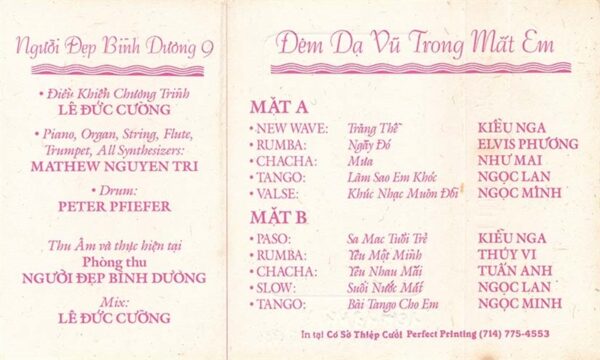 Người Đẹp Bình Dương 9
• Điều Khiển Chương Trình
LÊ ĐỨC CƯỜNG
• Piano, Organ, String, Flute,
Trumpet, All Synthesizers:
MATHEW NGUYEN TRI
• Drum:
PETER PFIEFER
Thu Âm và thực hiện tại
Phòng thu
NGƯỜI ĐẸP BÌNH DƯƠNG
Mix:
LÊ ĐỨC CƯỜNG
Đêm Dạ Vũ Trong Mắt Em
MẶT A
• NEW WAVE: Trăng Thề KIỀU NGA
• RUMBA: Ngày Đó ELVIS PHƯƠNG
• CHACHA: Mưa NHƯ MAI
• TANGO: Làm Sao Em Khóc NGỌC LAN
• VALSE: Khúc Nhạc Muôn Đời NGỌC MINH
MẶT B
• PASO: Sa Mac Tuổi Trẻ KIỀU NGA
• RUMBA: Yêu Một Mình THÚY VI
• CHACHA: Yêu Nhau Mãi TUẤN ANH
• SLOW: Suối Nước Mắt NGỌC LAN
• TANGO: Bài Tango Cho Em NGỌC MINH
In tại Cơ Sở Thiệp Cưới Perfect Printing (714) 775-4553